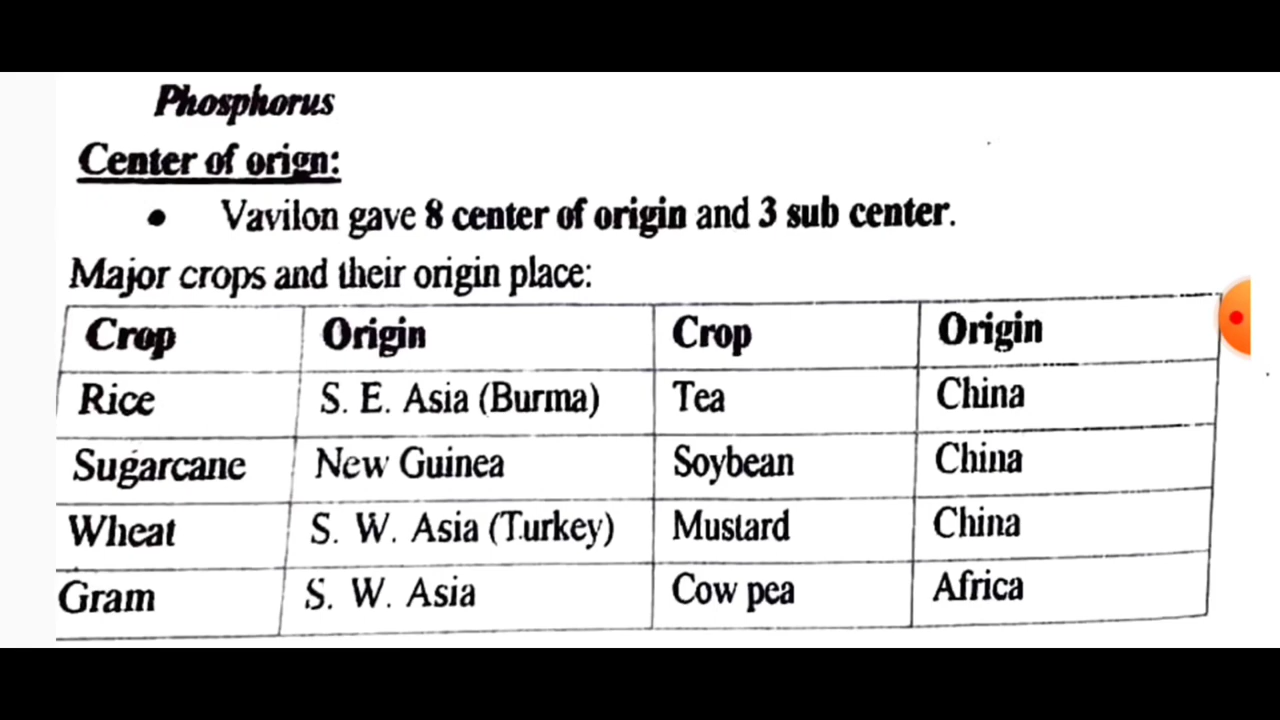 Phosphorus
Center of orign:
• Vavilon gave 8 center of origin and 3 sub center.
Major crops and their origin place:
Crop Origin Crop Origin
Rice S. E. Asia (Burma) Tea China
Sugarcane New Guinea Soybean China
Wheat S. W. Asia (Turkey) Mustard China
Gram S. W. Asia Cow pea Africa